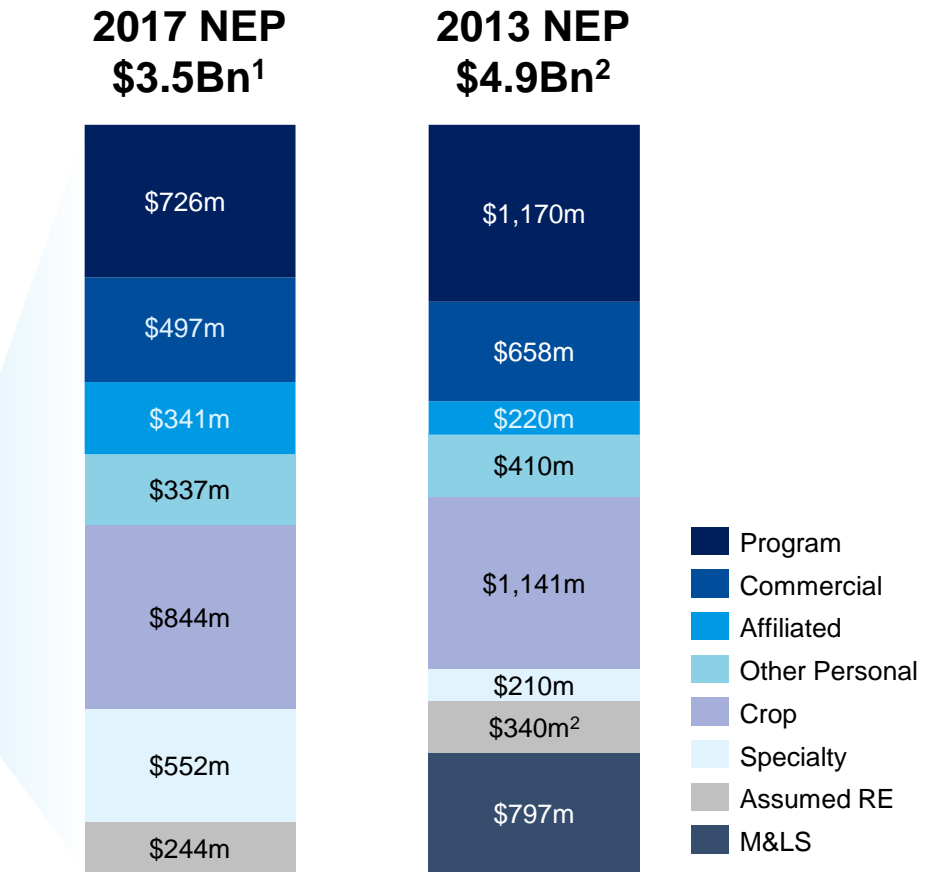 2017 NEP
$3.5Bn¹
$726m
$497m
$341m
$337m
$844m
$552m
$244m
2013 NEP
$4.9Bn²
$1,170m
$658m
$220m
$410m
$1,141m
$210m
$340m²
$797m
Program
Commercial
Affiliated
Other Personal
Crop
Specialty
Assumed RE
M&LS